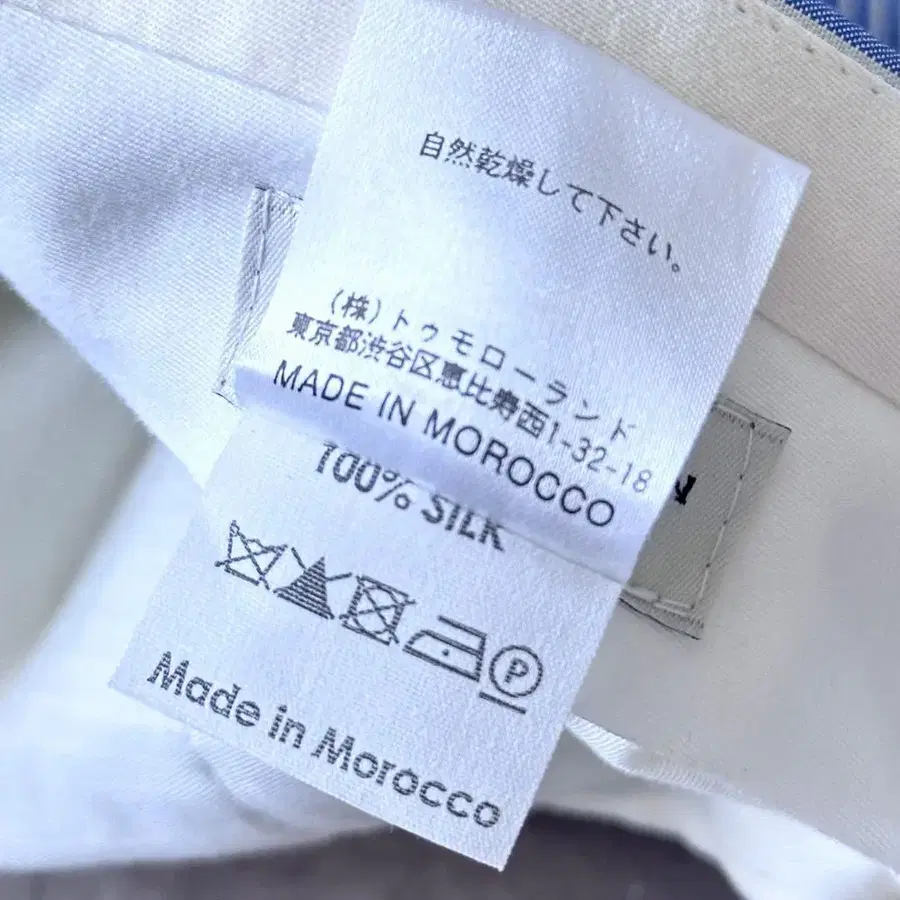 自然乾燥して下さい。
(株)トゥモローランド
東京都渋谷区恵比寿西1-32-18
MADE IN MOROCCO
100% SILK
P
Made in Morocco
N